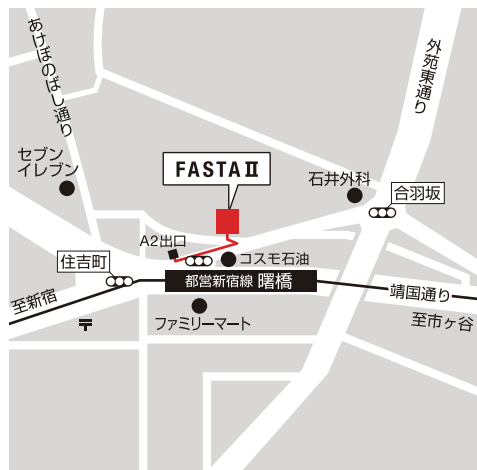 あけぼのばし通り
外苑東通り
セブン
イレブン
FASTAⅡ
石井外科
合羽坂
A2出口
コスモ石油
住吉町
都営新宿線 曙橋
至新宿
靖国通り
至市ヶ谷
ファミリーマート
〒